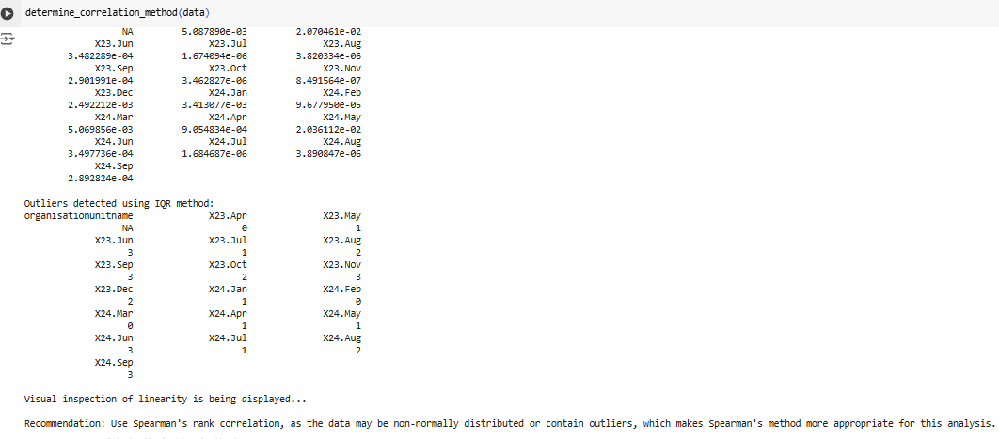 determine_correlation_method(data)
NA 5.087890e-03 2.070461e-02
X23.Jun X23.Jul X23.Aug
3.482289e-04 1.674094e-06 3.820334e-06
X23.Sep X23.Oct X23.Nov
2.901991e-04 3.462827e-06 8.491564e-07
X23.Dec X24.Jan X24.Feb
2.492212e-03 3.413077e-03 9.677950e-05
X24.Mar X24.Apr X24.May
5.069856e-03 9.054834e-04 2.036112e-02
X24.Jun X24.Jul X24.Aug
3.497736e-04 1.684687e-06 3.890847e-06
X24.Sep
2.892824e-04
Outliers detected using IQR method:
organisationunitname X23.Apr X23.May
NA 0 1
X23.Jun X23.Jul X23.Aug
3 1 2
X23.Sep X23.Oct X23.Nov
3 2 3
X23.Dec X24.Jan X24.Feb
2 1 0
X24.Mar X24.Apr X24.May
0 1 1
X24.Jun X24.Jul X24.Aug
3 1 2
X24.Sep
3
Visual inspection of linearity is being displayed...
Recommendation: Use Spearman's rank correlation, as the data may be non-normally distributed or contain outliers, which makes Spearman's method more appropriate for this analysis.